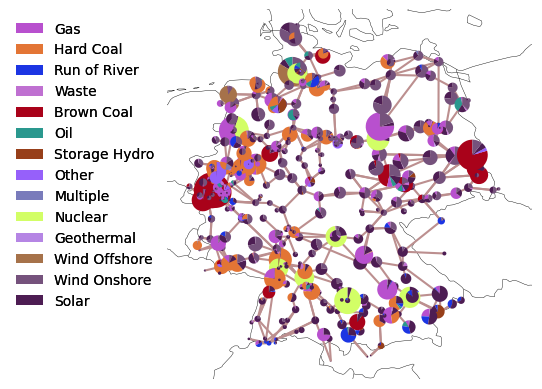 Gas
Hard Coal
Run of River
Waste
Brown Coal
Oil
Storage Hydro
Other
Multiple
Nuclear
Geothermal
Wind Offshore
Wind Onshore
Solar